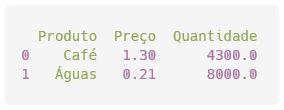 Produto Preço Quantidade
0 Café 1.30 4300.0
1 Águas 0.21 8000.0